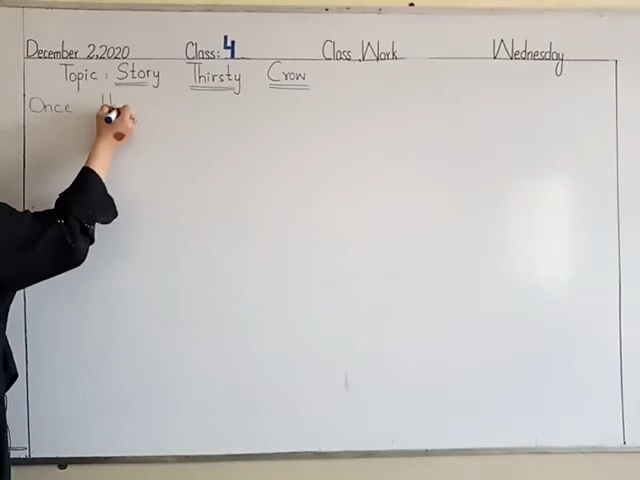 December 2,2020 Class: 4 Class Work Wednesday
Topic : Story Thirsty Crow
Once